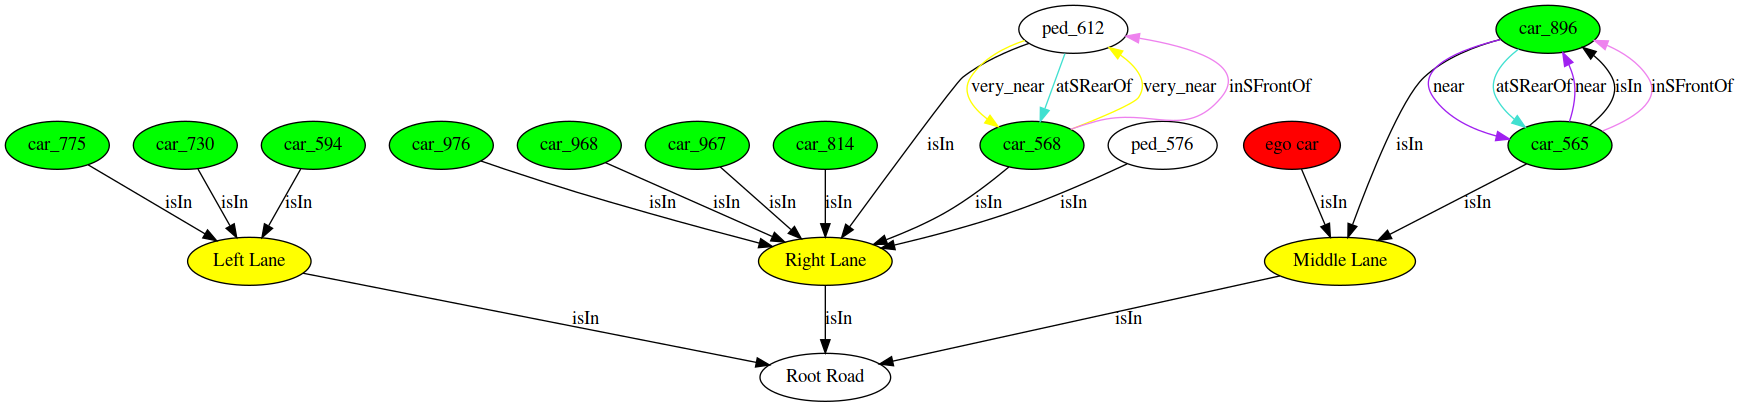 ped_612
car_896
very_near
atSRearOf
very_near
inSFrontOf
near
atSRearOf
near
isIn
inSFrontOf
car_775
car_730
car_594
car_976
car_968
car_967
car_814
isIn
car_568
ped_576
ego car
isIn
car_565
isIn
isIn
isIn
isIn
isIn
isIn
isIn
isIn
isIn
isIn
isIn
Left Lane
Right Lane
Middle Lane
isIn
isIn
isIn
Root Road